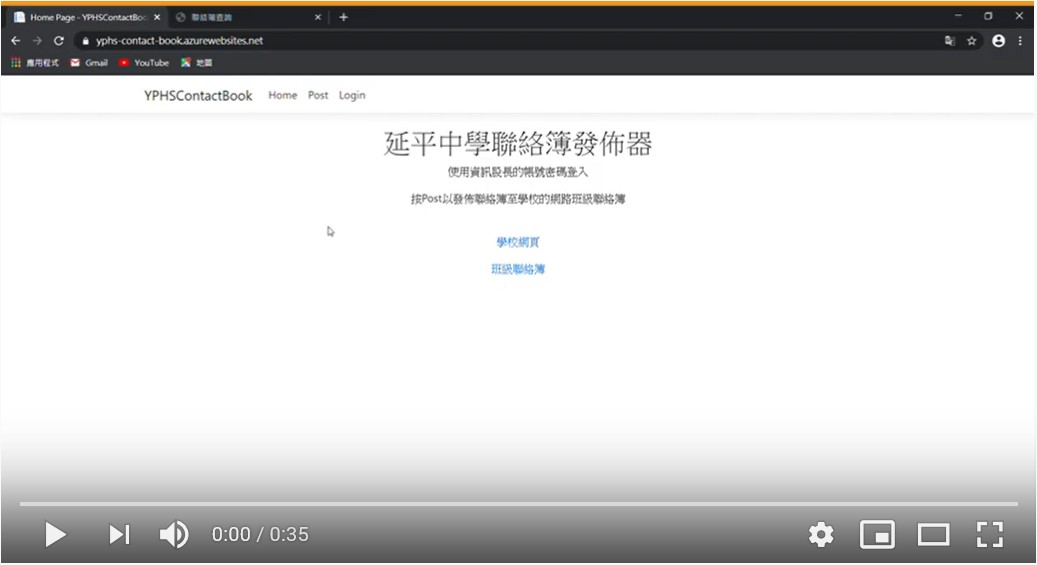 Home Page - YPHSContactBoo
聯絡簿查詢
yphs-contact-book.azurewebsites.net
應用程式 Gmail YouTube 地圖
YPHSContactBook Home Post Login
延平中學聯絡簿發佈器
使用資訊股長的帳號密碼登入
按Post以發佈聯絡簿至學校的網路班級聯絡簿
學校網頁
班級聯絡簿
0:00 / 0:35